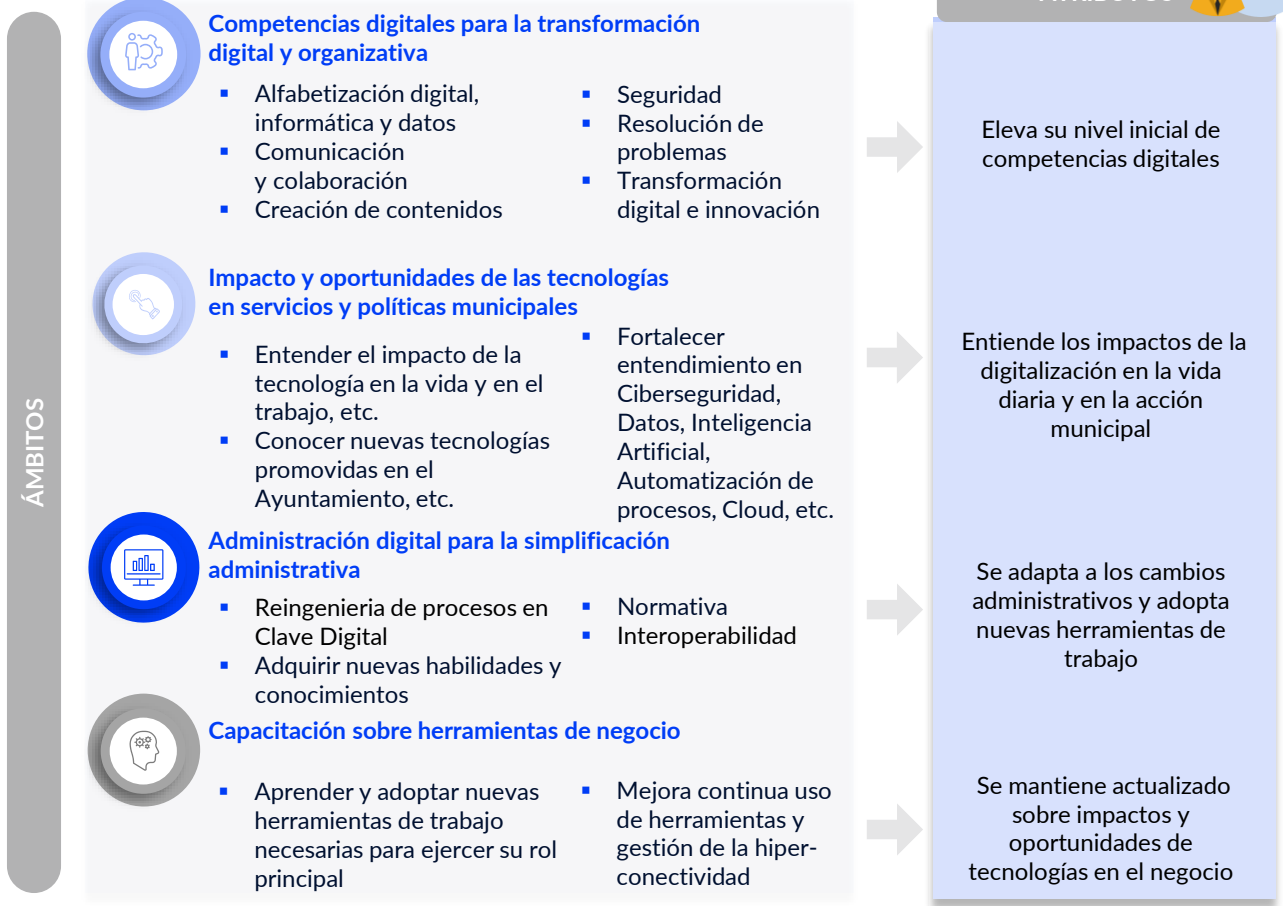 ATRIBUTOS
ÁMBITOS
Competencias digitales para la transformación
digital y organizativa
▪ Alfabetización digital,
informática y datos
▪ Comunicación
y colaboración
▪ Creación de contenidos
▪ Seguridad
▪ Resolución de
problemas
▪ Transformación
digital e innovación
Eleva su nivel inicial de
competencias digitales
Impacto y oportunidades de las tecnologías
en servicios y políticas municipales
▪ Entender el impacto de la
tecnología en la vida y en el
trabajo, etc.
▪ Conocer nuevas tecnologías
promovidas en el
Ayuntamiento, etc.
▪ Fortalecer
entendimiento en
Ciberseguridad,
Datos, Inteligencia
Artificial,
Automatización de
procesos, Cloud, etc.
Entiende los impactos de la
digitalización en la vida
diaria y en la acción
municipal
Administración digital para la simplificación
administrativa
▪ Reingenieria de procesos en
Clave Digital
▪ Adquirir nuevas habilidades y
conocimientos
▪ Normativa
▪ Interoperabilidad
Se adapta a los cambios
administrativos y adopta
nuevas herramientas de
trabajo
Capacitación sobre herramientas de negocio
▪ Aprender y adoptar nuevas
herramientas de trabajo
necesarias para ejercer su rol
principal
▪ Mejora continua uso
de herramientas y
gestión de la hiper-
conectividad
Se mantiene actualizado
sobre impactos y
oportunidades de
tecnologías en el negocio